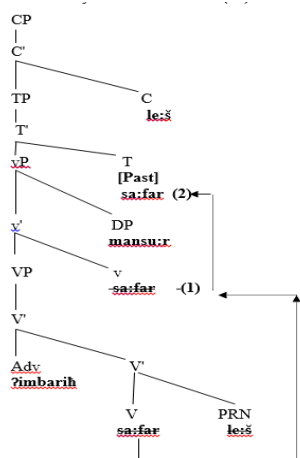 CP
C'
TP C
le:š
T'
vP T
[Past]
sa:far (2)
v' DP
mansu:r
VP v
-sa:far -(1)
V'
Adv V'
?imbariħ
V PRN
sa:far le:š